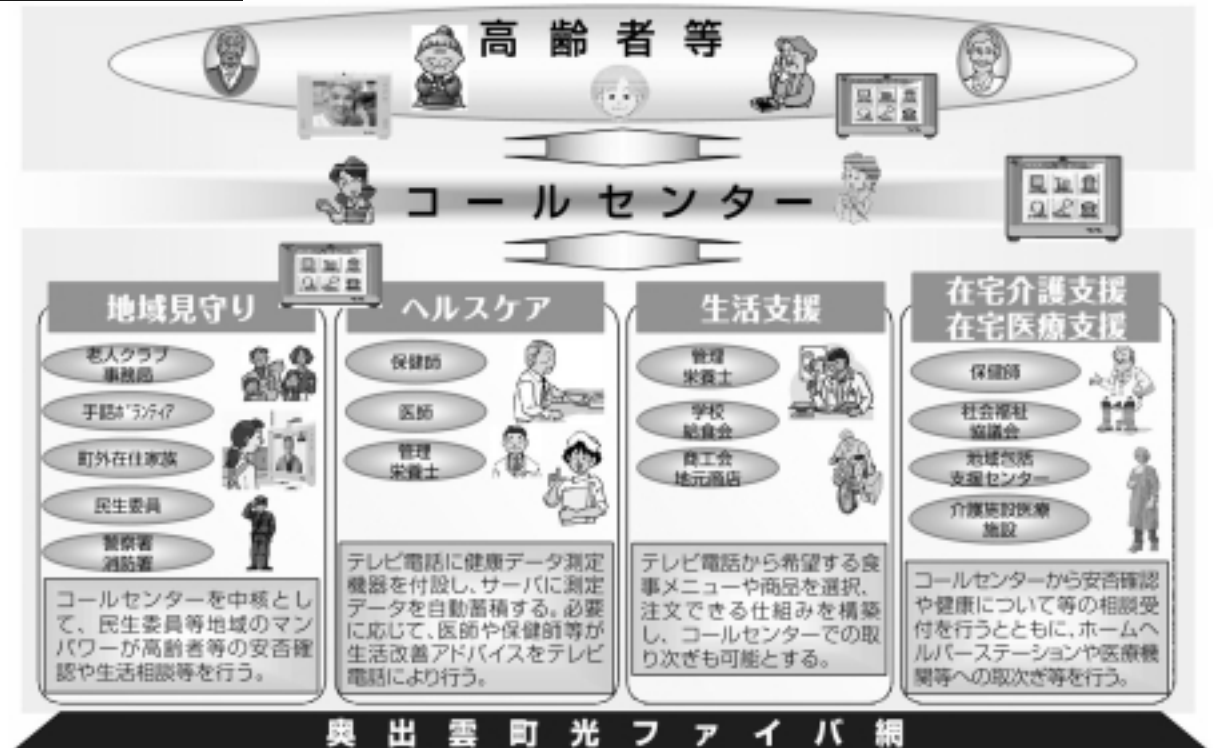 高齢者等
コールセンター
地域見守り
老人クラブ
事務局
手話ﾎﾞﾗﾝﾃｨｱ
町外在住家族
民生委員
警察署
消防署
コールセンターを中核とし
て、民生委員等地域のマン
パワーが高齢者等の安否確
認や生活相談等を行う。
ヘルスケア
保健師
医師
管理
栄養士
テレビ電話に健康データ測定
機器を付設し、サーバに測定
データを自動蓄積する。必要
に応じて、医師や保健師等が
生活改善アドバイスをテレビ
電話により行う。
生活支援
管理
栄養士
学校
給食会
商工会
地元商店
テレビ電話から希望する食
事メニューや商品を選択、
注文できる仕組みを構築
し、コールセンターでの取
り次ぎも可能とする。
在宅介護支援
在宅医療支援
保健師
社会福祉
協議会
地域包括
支援センター
介護施設医療
施設
コールセンターから安否確認
や健康について等の相談受
付を行うとともに、ホームヘ
ルパーステーションや医療機
関等への取次ぎ等を行う。
奥出雲町光ファイバ網